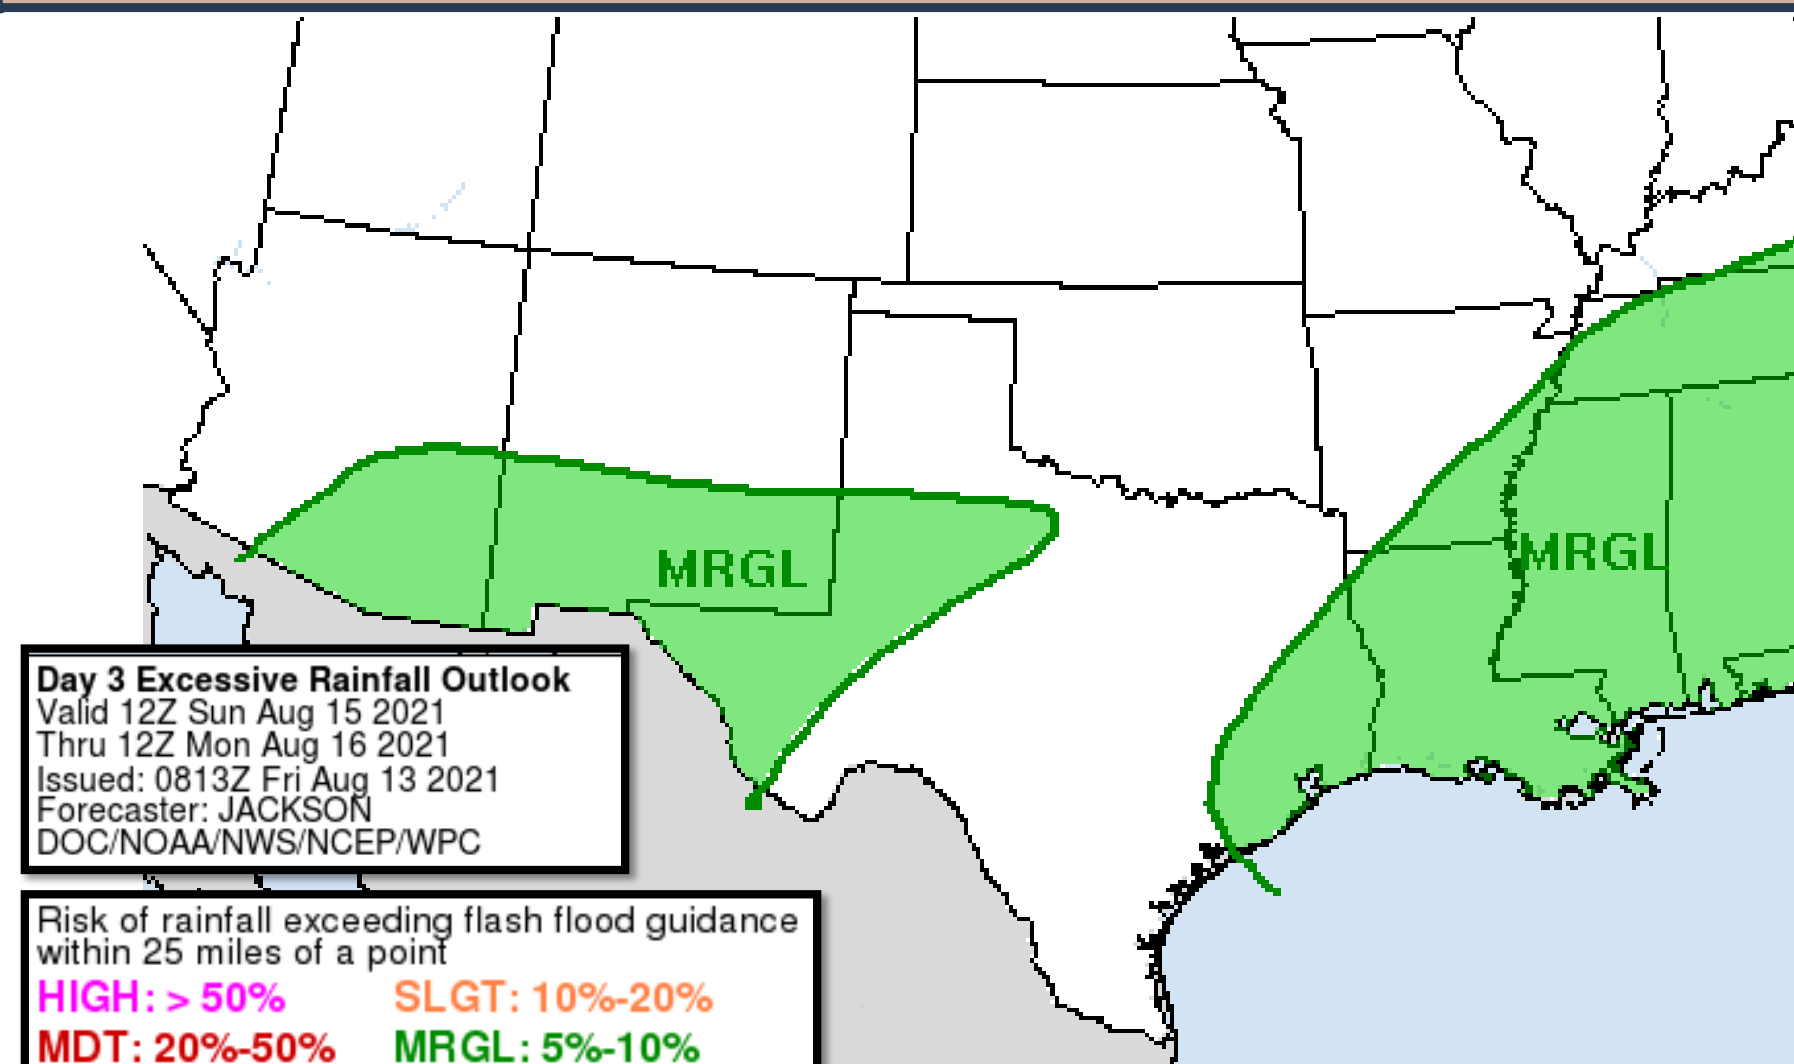 MRGL
MRGL
Day 3 Excessive Rainfall Outlook
Valid 12Z Sun Aug 15 2021
Thru 12Z Mon Aug 16 2021
Issued: 0813Z Fri Aug 13 2021
Forecaster: JACKSON
DOC/NOAA/NWS/NCEP/WPC
Risk of rainfall exceeding flash flood guidance
within 25 miles of a point
HIGH: > 50% SLGT: 10%-20%
MDT: 20%-50% MRGL: 5%-10%